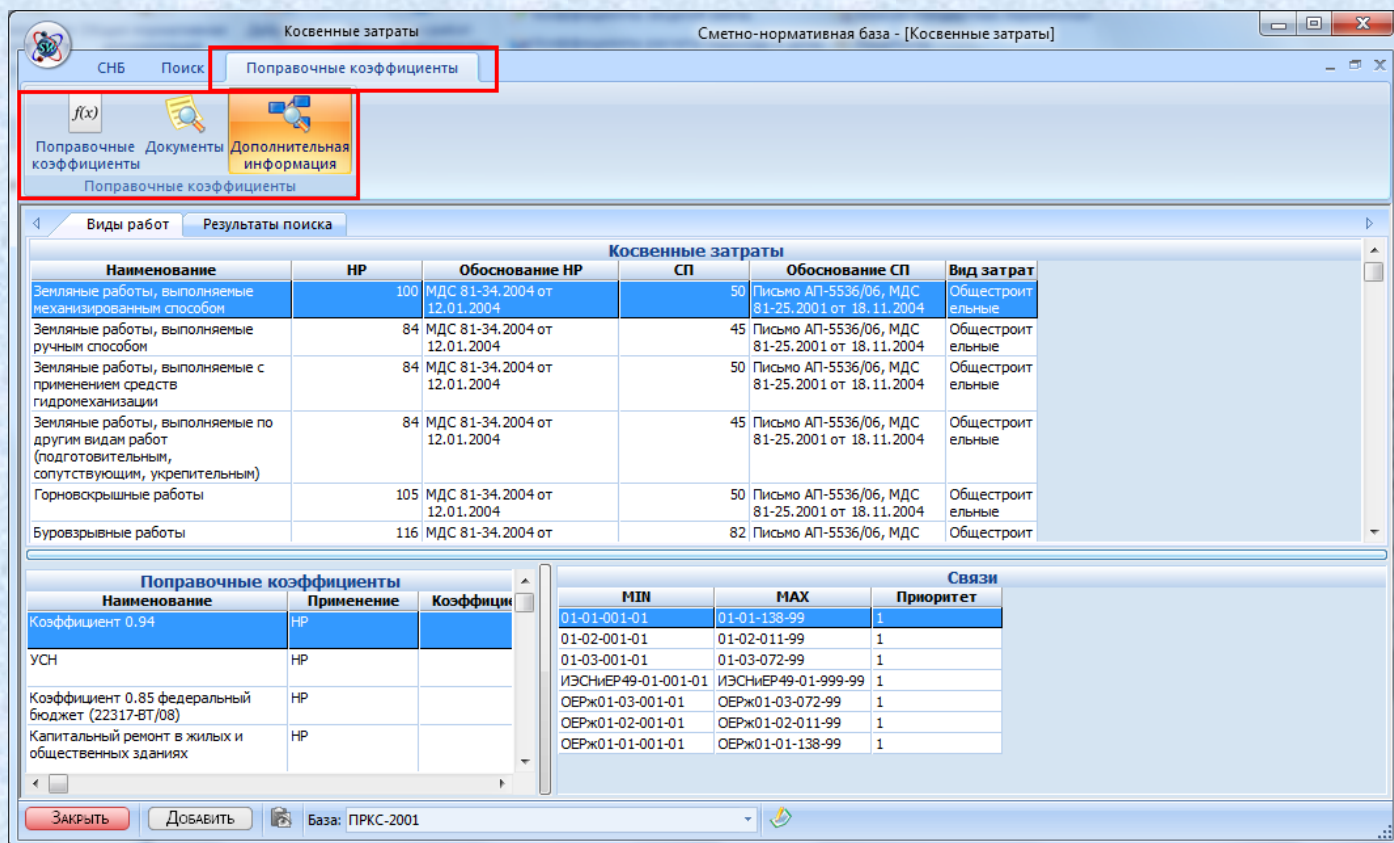 Косвенные затраты
Сметно-нормативная база - [Косвенные затраты]
СНБ Поиск Поправочные коэффициенты
f(x)
Поправочные коэффициенты
Документы
Дополнительная информация
Поправочные коэффициенты
Виды работ Результаты поиска
Косвенные затраты
Наименование НР Обоснование НР СП Обоснование СП Вид затрат
Земляные работы, выполняемые 100 МДС 81-34.2004 от 50 Письмо АП-5536/06, МДС Общестроит
механизированным способом 12.01.2004 81-25.2001 от 18.11.2004 ельные
Земляные работы, выполняемые 84 МДС 81-34.2004 от 45 Письмо АП-5536/06, МДС Общестроит
ручным способом 12.01.2004 81-25.2001 от 18.11.2004 ельные
Земляные работы, выполняемые с 84 МДС 81-34.2004 от 50 Письмо АП-5536/06, МДС Общестроит
применением средств 12.01.2004 81-25.2001 от 18.11.2004 ельные
гидромеханизации
Земляные работы, выполняемые по 84 МДС 81-34.2004 от 45 Письмо АП-5536/06, МДС Общестроит
другим видам работ 12.01.2004 81-25.2001 от 18.11.2004 ельные
(подготовительным,
сопутствующим, укрепительным)
Горновскрышные работы 105 МДС 81-34.2004 от 50 Письмо АП-5536/06, МДС Общестроит
12.01.2004 81-25.2001 от 18.11.2004 ельные
Буровзрывные работы 116 МДС 81-34.2004 от 82 Письмо АП-5536/06, МДС Общестроит
Поправочные коэффициенты
Наименование Применение Коэффицие
Коэффициент 0.94 НР
УСН НР
Коэффициент 0.85 федеральный НР
бюджет (22317-ВТ/08)
Капитальный ремонт в жилых и НР
общественных зданиях
Связи
MIN MAX Приоритет
01-01-001-01 01-01-138-99 1
01-02-001-01 01-02-011-99 1
01-03-001-01 01-03-072-99 1
ИЭСНиЕР49-01-001-01 ИЭСНиЕР49-01-999-99 1
ОЕРж01-03-001-01 ОЕРж01-03-072-99 1
ОЕРж01-02-001-01 ОЕРж01-02-011-99 1
ОЕРж01-01-001-01 ОЕРж01-01-138-99 1
Закрыть Добавить База: ПРКС-2001